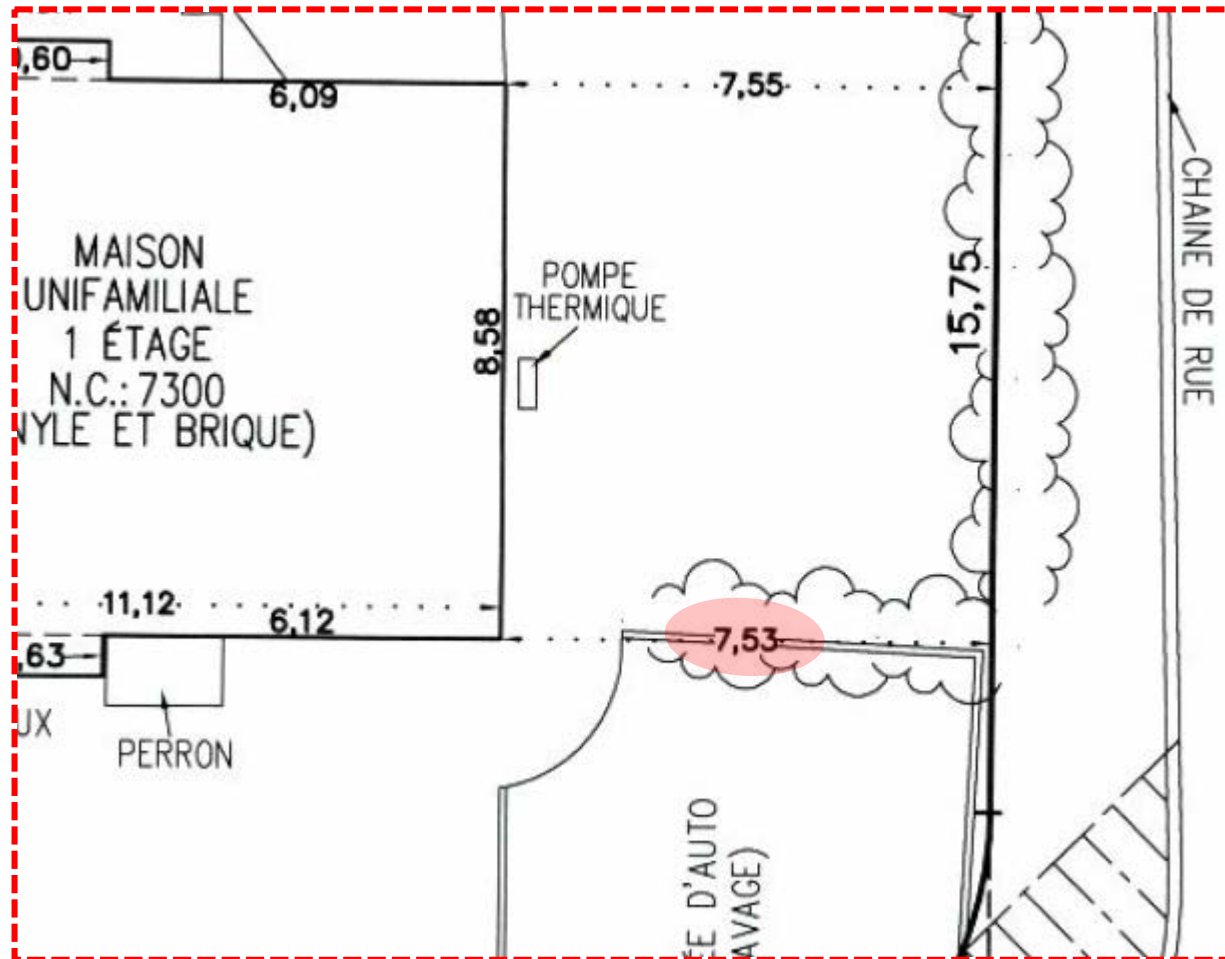 ,60
6,09
7,55
CHAINE DE RUE
MAISON
UNIFAMILIALE
1 ÉTAGE
N.C.: 7300
NYLE ET BRIQUE)
8,58
POMPE
THERMIQUE
15,75
11,12
6,12
7,53
,63
UX
PERRON
ÉE D'AUTO
AVAGE)